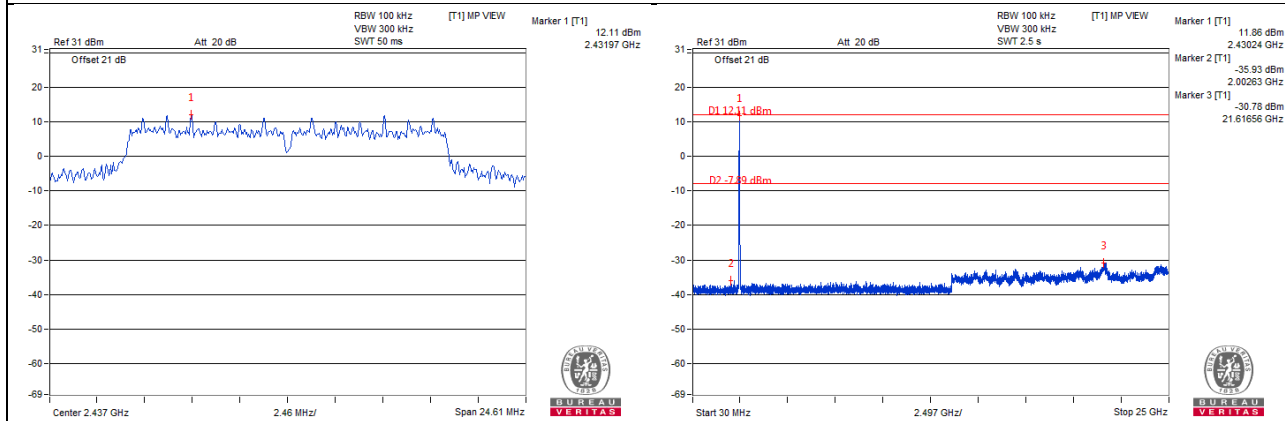 RBW 100 kHz
[T1] MP VIEW
VBW 300 kHz
Ref 31 dBm
Att 20 dB
SWT 50 ms
Marker 1 [T1]
12.11 dBm
2.43197 GHz
31
Offset 21 dB
20
10
0
-10
-20
-30
-40
-50
-60
-69
1
Center 2.437 GHz
2.46 MHz/
Span 24.61 MHz
1828
BUREAU
VERITAS
RBW 100 kHz
[T1] MP VIEW
VBW 300 kHz
Ref 31 dBm
Att 20 dB
SWT 2.5 s
Marker 1 [T1]
11.86 dBm
2.43024 GHz
Marker 2 [T1]
-35.93 dBm
2.00263 GHz
Marker 3 [T1]
-30.78 dBm
21.61656 GHz
31
Offset 21 dB
20
10
0
-10
-20
-30
-40
-50
-60
-69
1
D1 12.11 dBm
D2 -7.89 dBm
2
3
Start 30 MHz
2.497 GHz/
Stop 25 GHz
1828
BUREAU
VERITAS